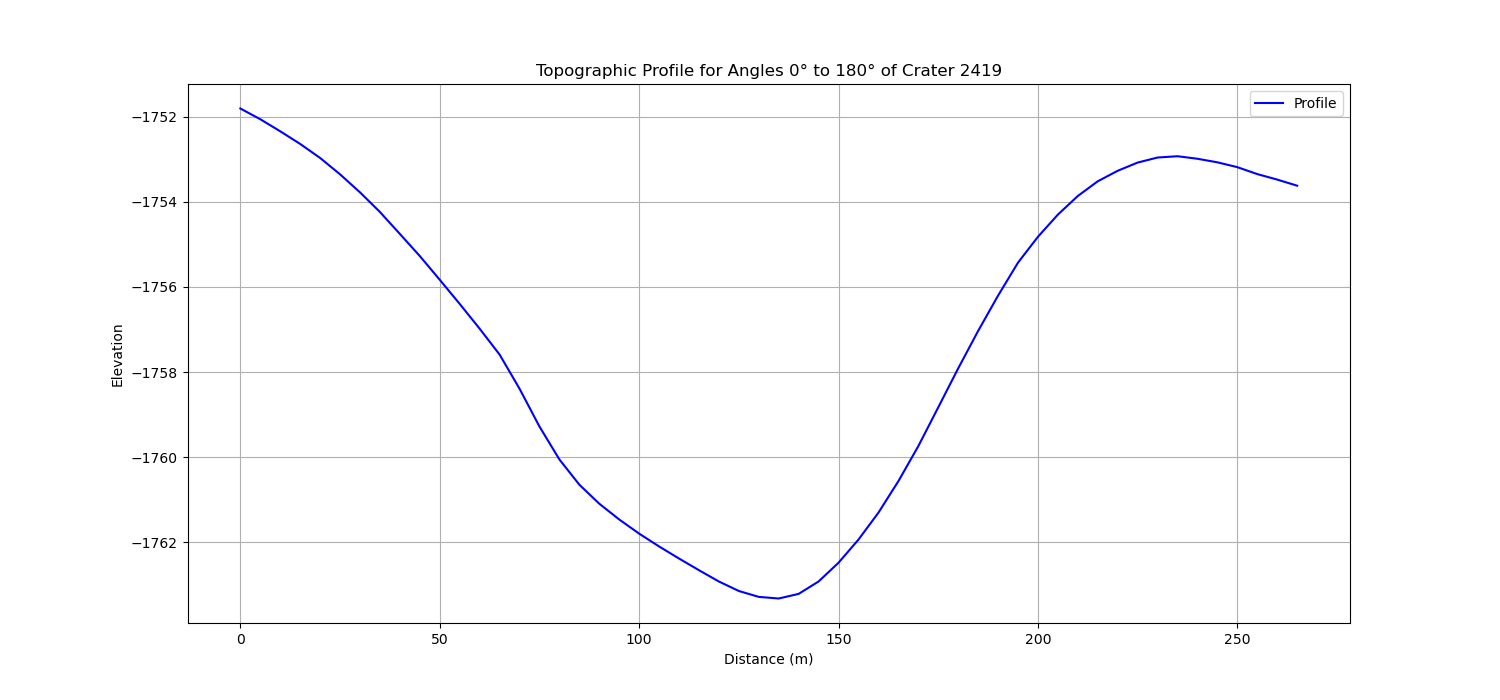 Topographic Profile for Angles 0° to 180° of Crater 2419
Profile
−1752
−1754
−1756
−1758
−1760
−1762
Elevation
0 50 100 150 200 250
Distance (m)